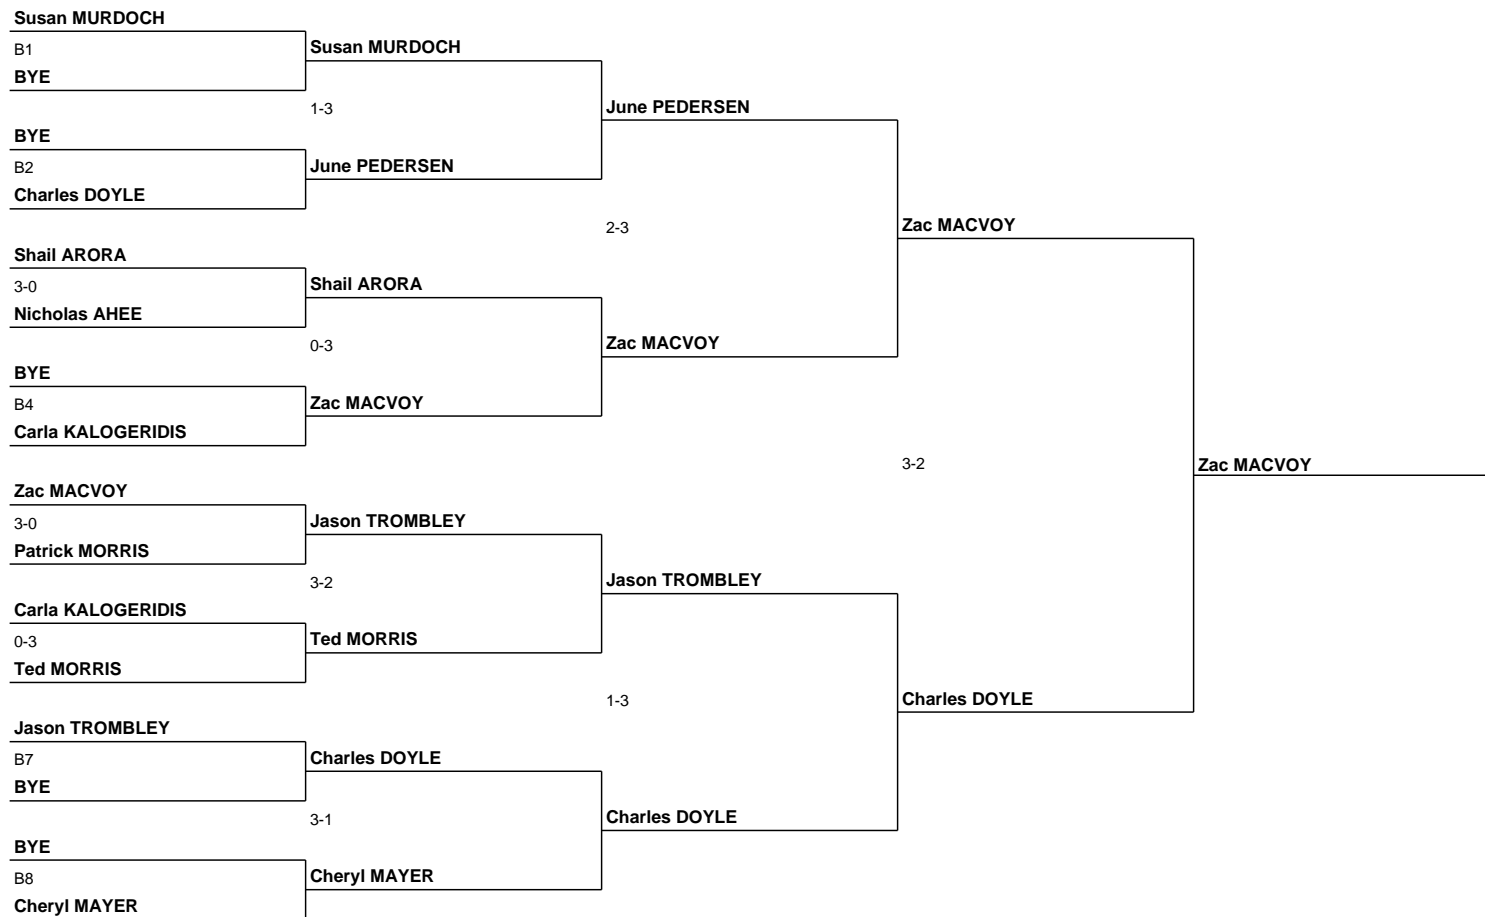 Susan MURDOCH
B1
BYE
BYE
B2
Charles DOYLE
Shail ARORA
3-0
Nicholas AHEE
BYE
B4
Carla KALOGERIDIS
Zac MACVOY
3-0
Patrick MORRIS
Carla KALOGERIDIS
0-3
Ted MORRIS
Jason TROMBLEY
B7
BYE
BYE
B8
Cheryl MAYER
Susan MURDOCH
1-3
June PEDERSEN
Shail ARORA
0-3
Zac MACVOY
Jason TROMBLEY
3-2
Ted MORRIS
Charles DOYLE
3-1
Cheryl MAYER
June PEDERSEN
2-3
Zac MACVOY
Jason TROMBLEY
1-3
Charles DOYLE
Zac MACVOY
3-2
Charles DOYLE
Zac MACVOY